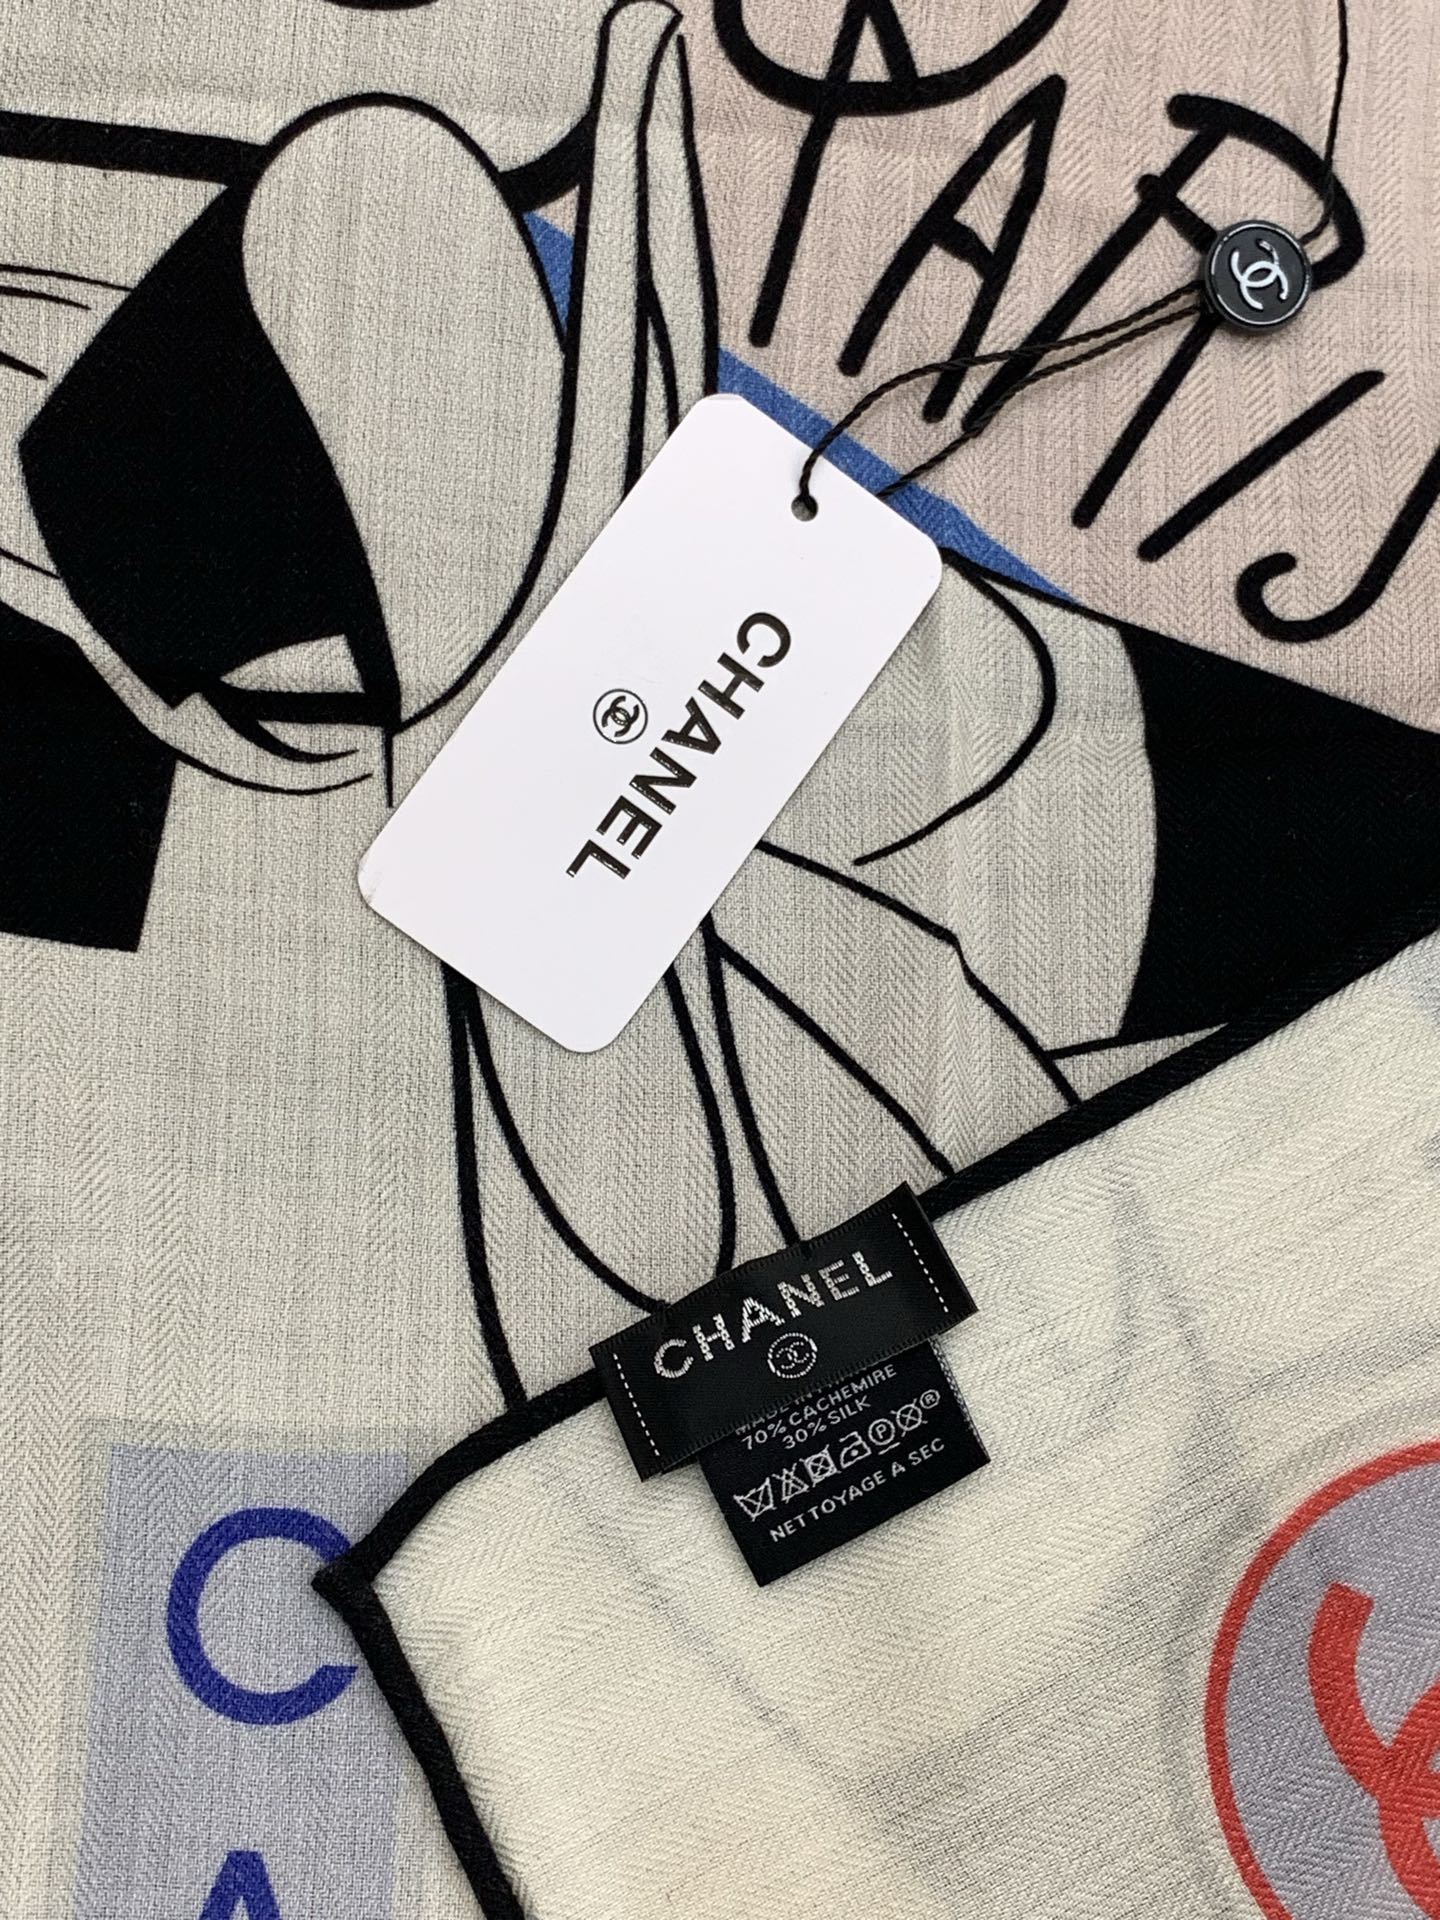 PARIS
CHANEL
CHANEL
70% CACHEMIRE
30% SILK
P R
NETTOYAGE A SEC
C
A